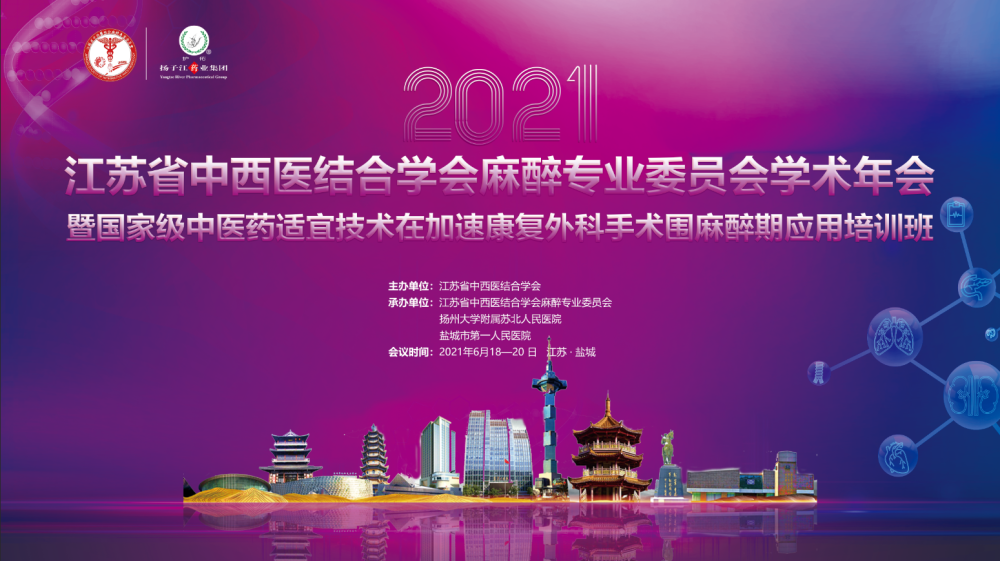 护佑
扬子江药业集团
Yangtze River Pharmaceutical Group
2021
江苏省中西医结合学会麻醉专业委员会学术年会
暨国家级中医药适宜技术在加速康复外科手术围麻醉期应用培训班
主办单位：江苏省中西医结合学会
承办单位：江苏省中西医结合学会麻醉专业委员会
扬州大学附属苏北人民医院
盐城市第一人民医院
会议时间：2021年6月18—20 日 江苏 · 盐城